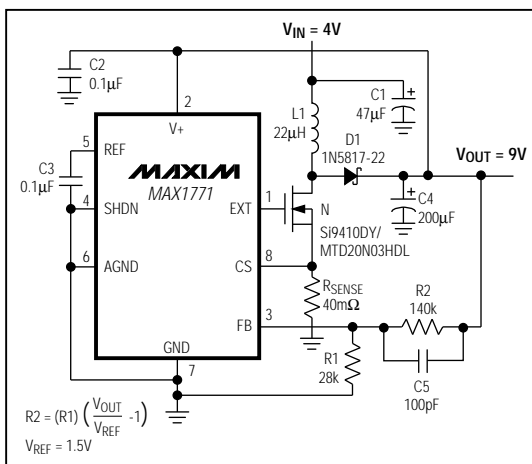 VIN = 4V
C2
0.1µF
2
V+
C1
47µF
L1
22µH
D1
1N5817-22
VOUT = 9V
5
REF
MAXIM
MAX1771
C3
0.1µF
4
SHDN
EXT
1
N
C4
200µF
Si9410DY/
MTD20N03HDL
6
AGND
CS
8
RSENSE
40mΩ
FB
3
R2
140k
GND
7
R1
28k
C5
100pF
R2 = (R1) (VOUT/VREF -1)
VREF = 1.5V